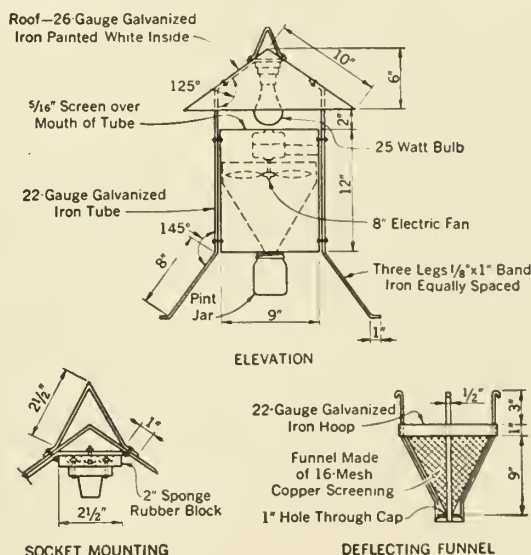 Roof—26-Gauge Galvanized
Iron Painted White Inside
10"
6"
125°
5/16" Screen over
Mouth of Tube
2"
25 Watt Bulb
12"
22-Gauge Galvanized
Iron Tube
8" Electric Fan
145°
8"
Three Legs 1/8"x1" Band
Iron Equally Spaced
Pint
Jar
9"
1"
ELEVATION
2 1/2"
1"
2" Sponge
Rubber Block
2 1/2"
SOCKET MOUNTING
1/2"
3"
22-Gauge Galvanized
Iron Hoop
1"
Funnel Made
of 16-Mesh
Copper Screening
9"
1" Hole Through Cap
DEFLECTING FUNNEL